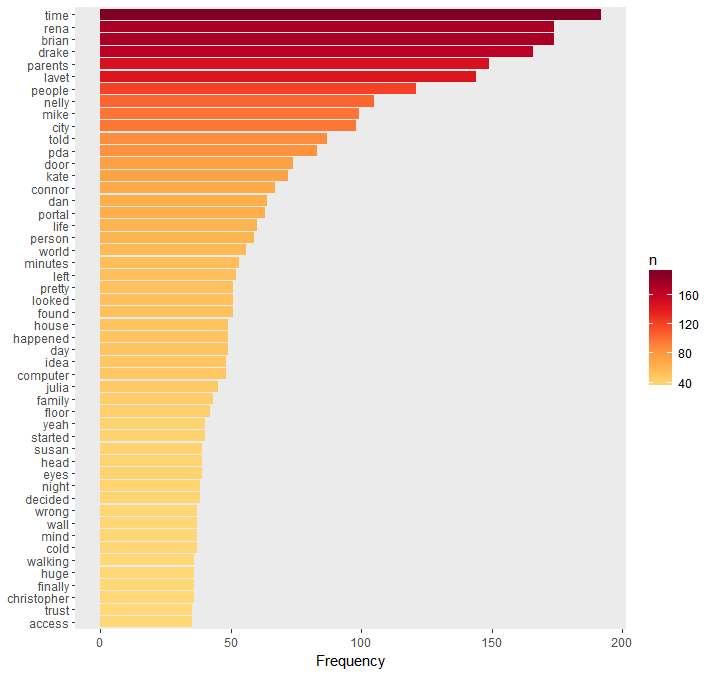 time
rena
brian
drake
parents
lavet
people
nelly
mike
city
told
pda
door
kate
connor
dan
portal
life
person
world
minutes
left
pretty
looked
found
house
happened
day
idea
computer
julia
family
floor
yeah
started
susan
head
eyes
night
decided
wrong
wall
mind
cold
walking
huge
finally
christopher
trust
access
0 50 100 150 200
Frequency
n
160
120
80
40